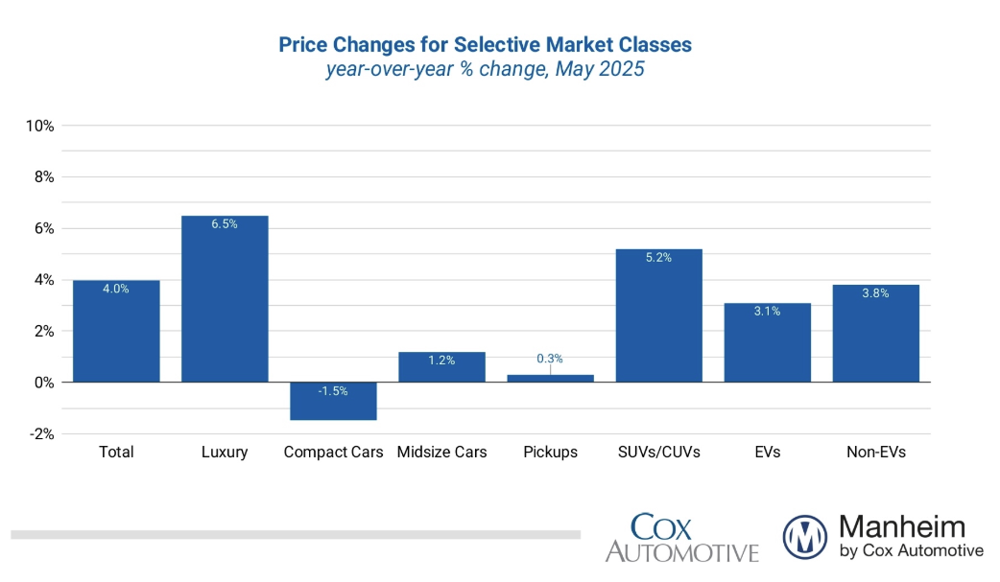 Price Changes for Selective Market Classes
year-over-year % change, May 2025
10%
8%
6%
4%
2%
0%
-2%
4.0%
6.5%
-1.5%
1.2%
0.3%
5.2%
3.1%
3.8%
Total
Luxury
Compact Cars
Midsize Cars
Pickups
SUVs/CUVs
EVs
Non-EVs
COX
AUTOMOTIVE
M
Manheim
by Cox Automotive